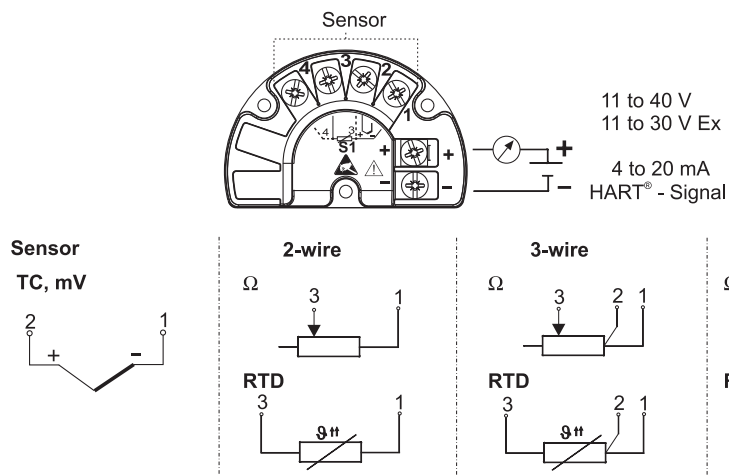 Sensor
4 3 2 1
4 3
S1
+ +
- -
11 to 40 V
11 to 30 V Ex
+
4 to 20 mA
-
HART® - Signal
Sensor
TC, mV
2 1
+ -
2-wire
Ω
3 1
RTD
3 1
ϑ
3-wire
Ω
3 2 1
RTD
3 2 1
ϑ